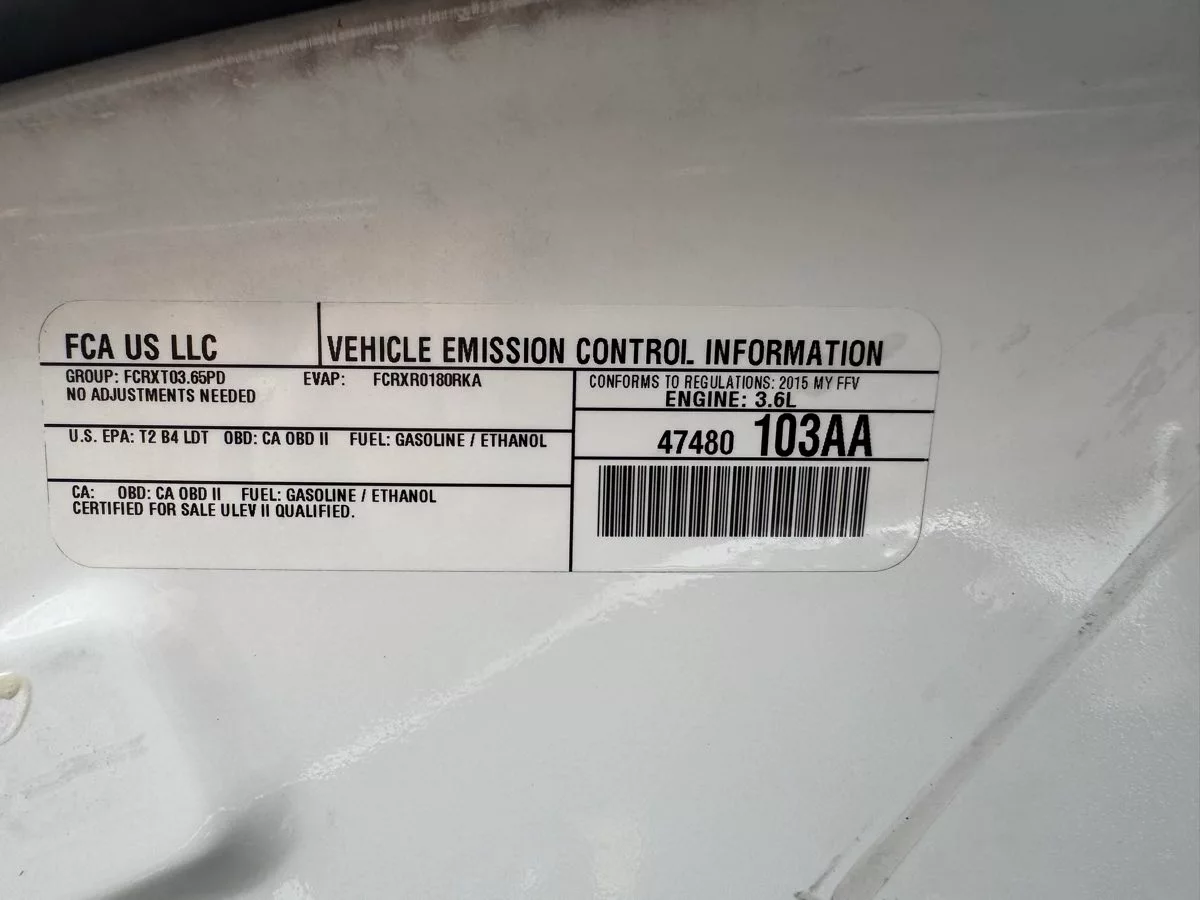 FCA US LLC
VEHICLE EMISSION CONTROL INFORMATION
GROUP: FCRXT03.65PD EVAP: FCRXR0180RKA
NO ADJUSTMENTS NEEDED
CONFORMS TO REGULATIONS: 2015 MY FFV
ENGINE: 3.6L
U.S. EPA: T2 B4 LDT OBD: CA OBD II FUEL: GASOLINE / ETHANOL
47480 103AA
CA: OBD: CA OBD II FUEL: GASOLINE / ETHANOL
CERTIFIED FOR SALE ULEV II QUALIFIED.